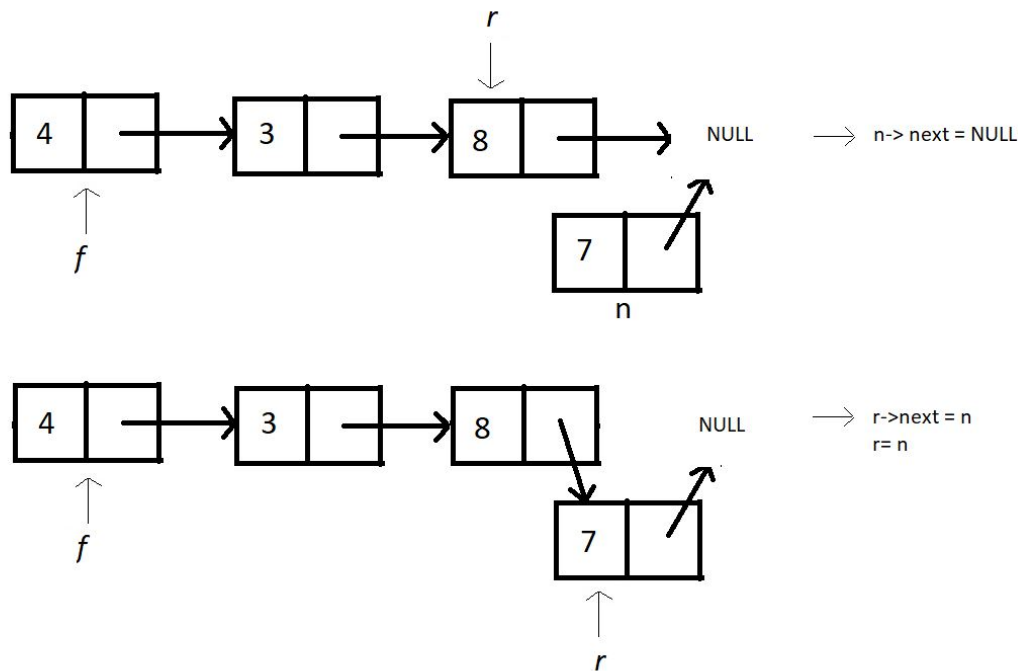 r
4 3 8 NULL n-> next = NULL
f
7
n
4 3 8 NULL r->next = n
r= n
f
7
r